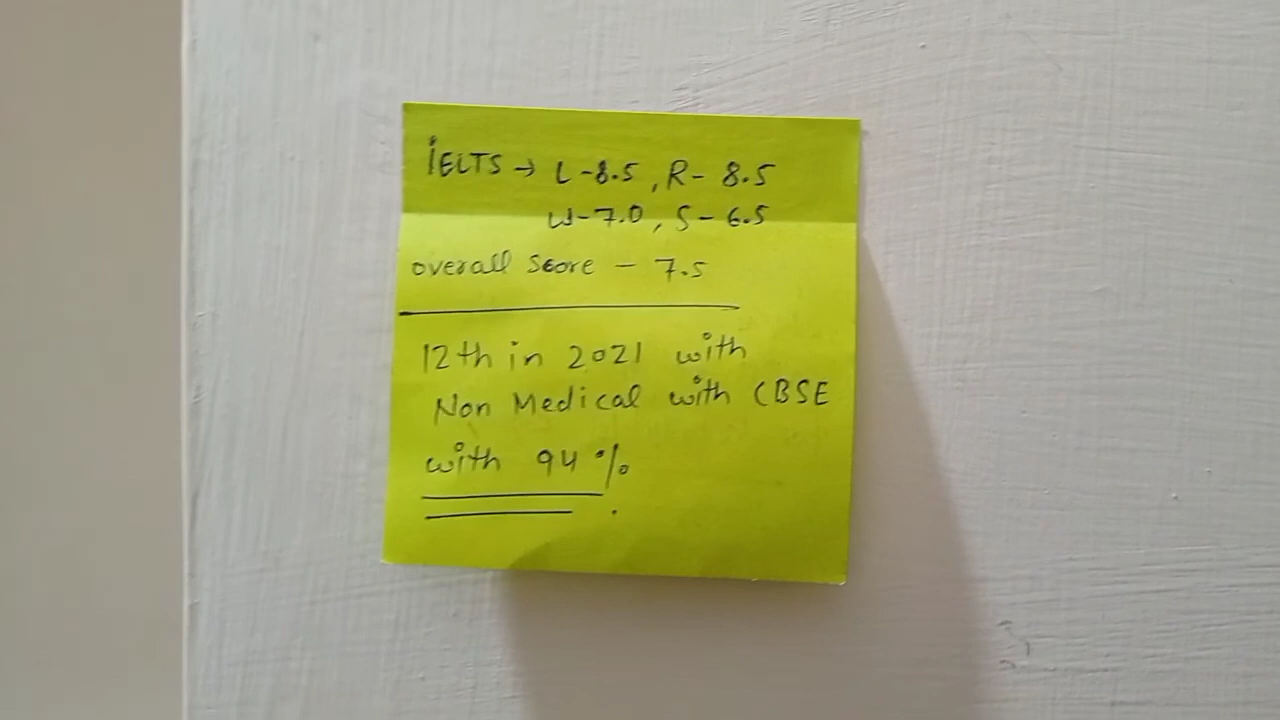 iELTS → L-8.5, R- 8.5
W-7.0, S-6.5
overall score - 7.5
12th in 2021 with
Non Medical with CBSE
with 94%.